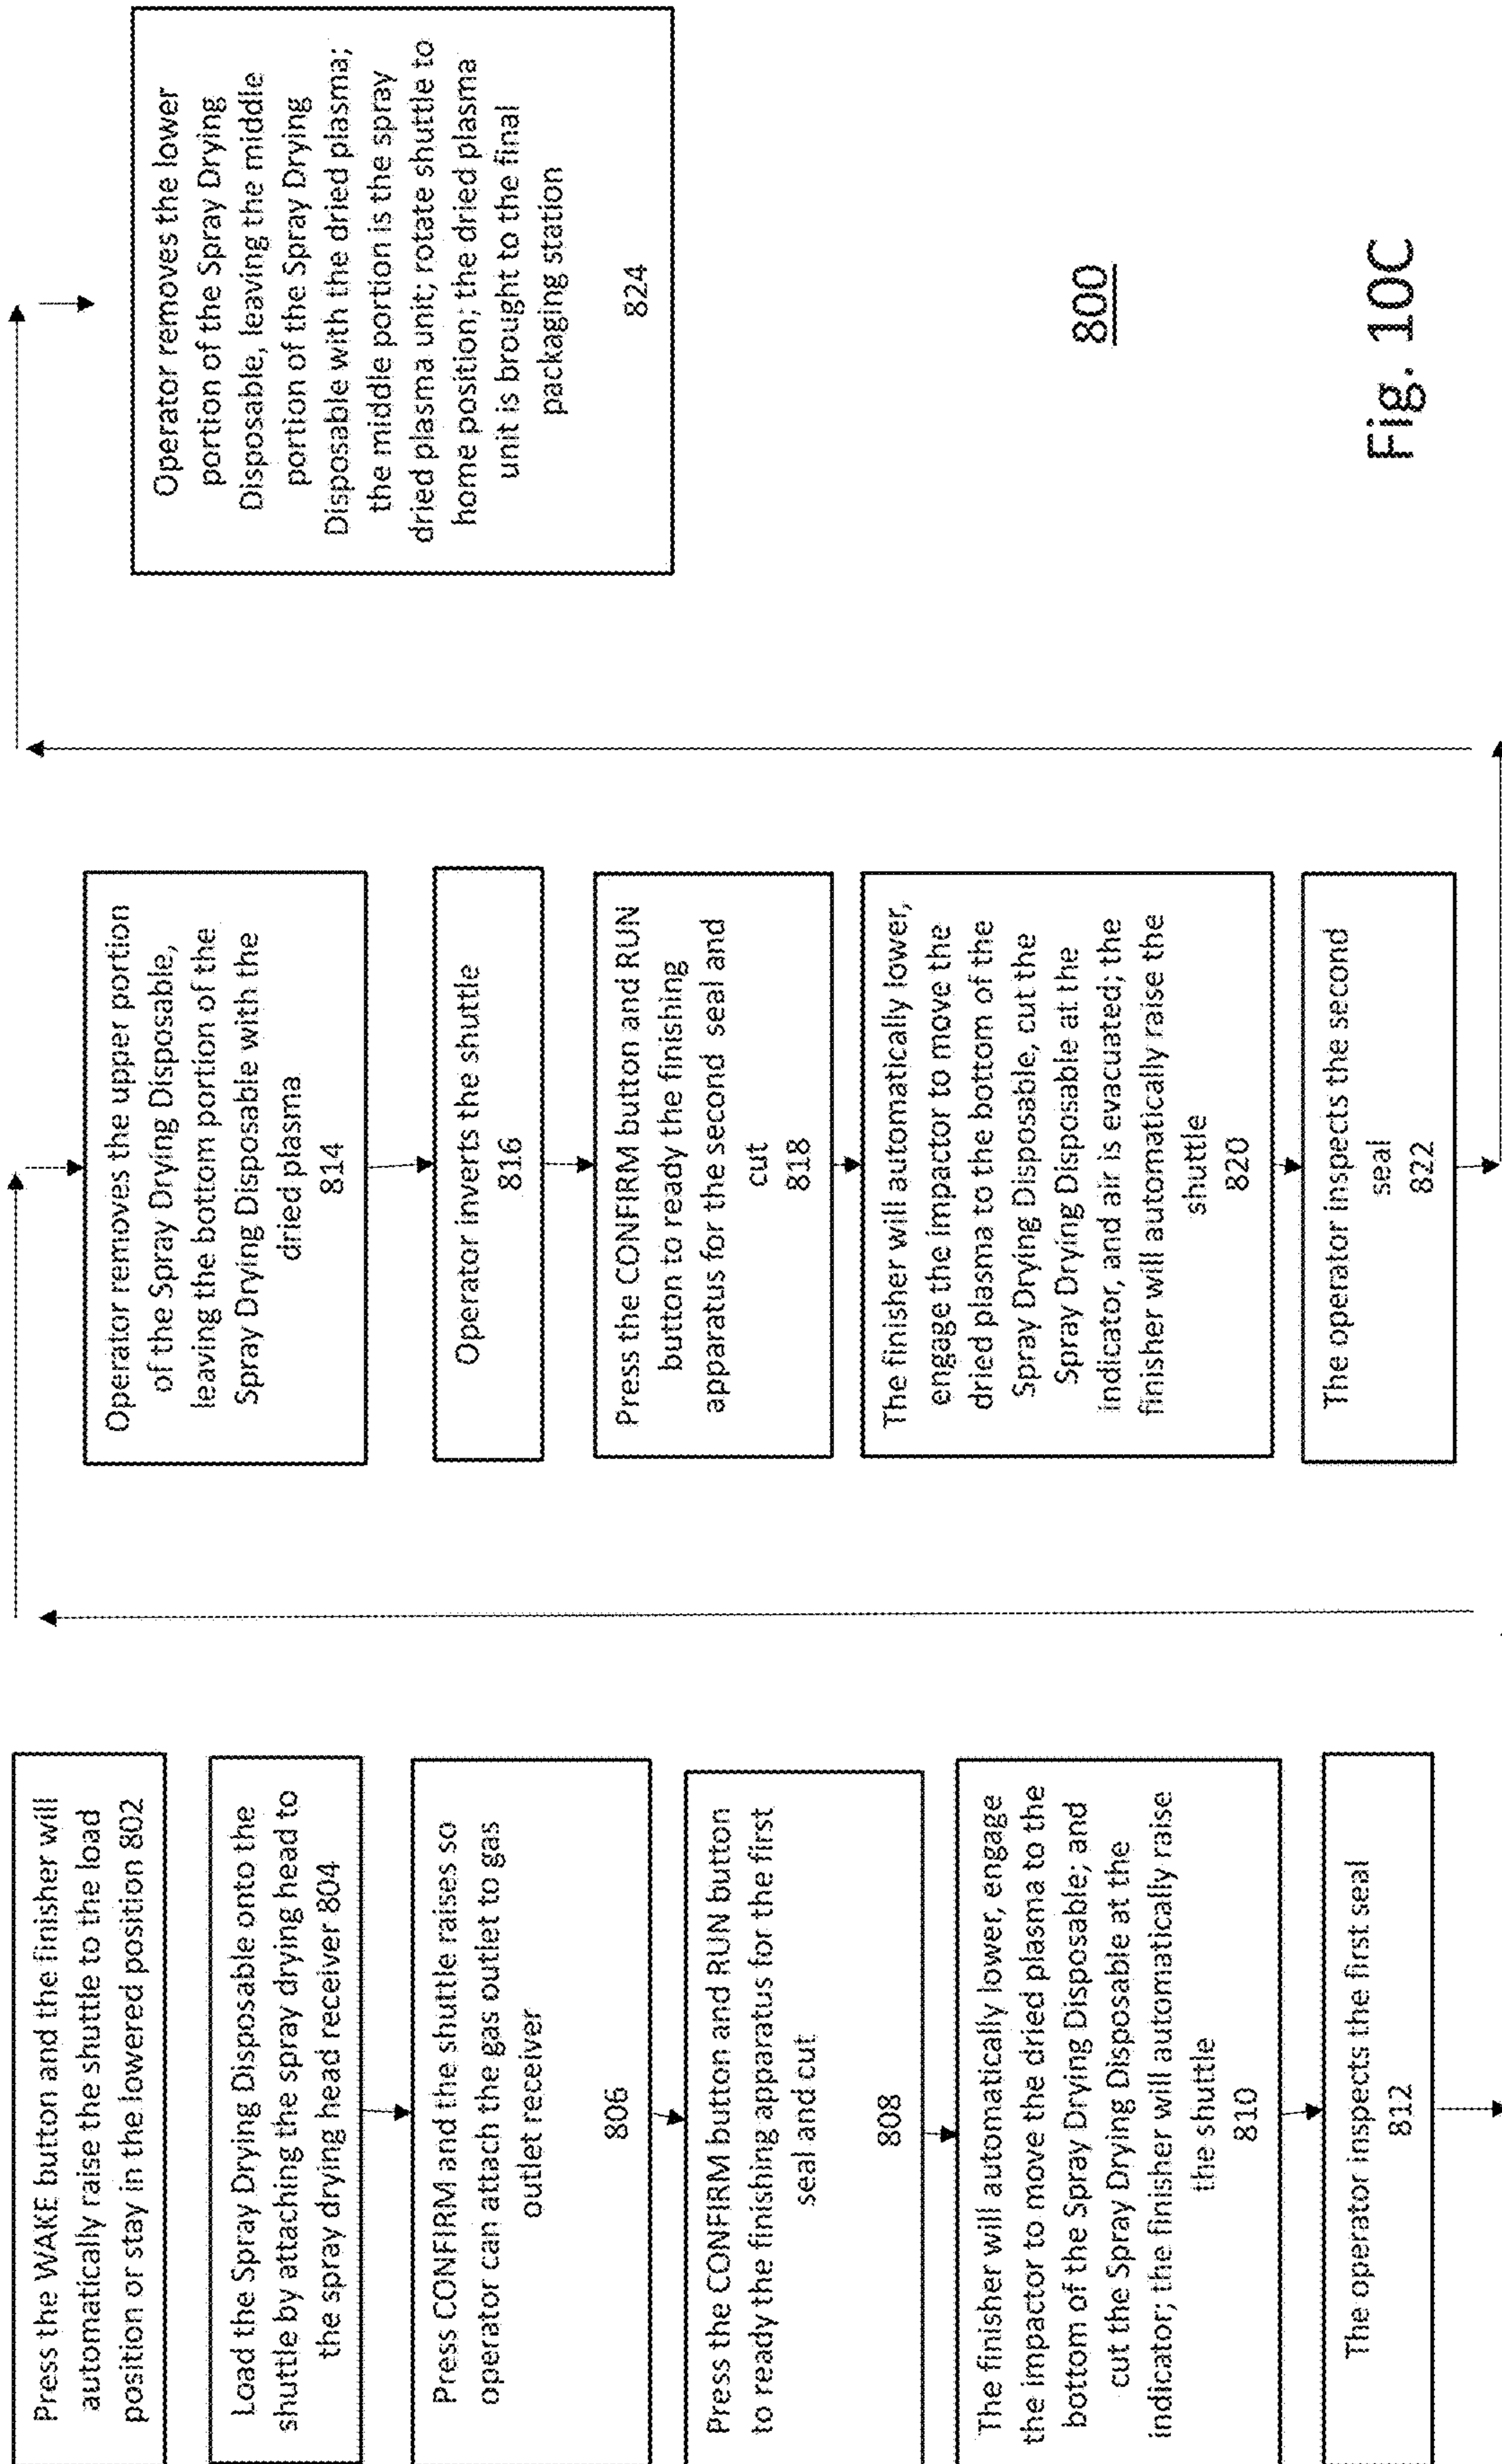 Press the WAKE button and the finisher will
automatically raise the shuttle to the load
position or stay in the lowered position 802
Load the Spray Drying Disposable onto the
shuttle by attaching the spray drying head to
the spray drying head receiver 804
Press CONFIRM and the shuttle raises so
operator can attach the gas outlet to gas
outlet receiver
806
Press the CONFIRM button and RUN button
to ready the finishing apparatus for the first
seal and cut
808
The finisher will automatically lower, engage
the impactor to move the dried plasma to the
bottom of the Spray Drying Disposable; and
cut the Spray Drying Disposable at the
indicator; the finisher will automatically raise
the shuttle
810
The operator inspects the first seal
812
Operator removes the upper portion
of the Spray Drying Disposable,
leaving the bottom portion of the
Spray Drying Disposable with the
dried plasma
814
Operator inverts the shuttle
816
Press the CONFIRM button and RUN
button to ready the finishing
apparatus for the second seal and
cut
818
The finisher will automatically lower,
engage the impactor to move the
dried plasma to the bottom of the
Spray Drying Disposable, cut the
Spray Drying Disposable at the
indicator, and air is evacuated; the
finisher will automatically raise the
shuttle
820
The operator inspects the second
seal
822
Operator removes the lower
portion of the Spray Drying
Disposable, leaving the middle
portion of the Spray Drying
Disposable with the dried plasma;
the middle portion is the spray
dried plasma unit; rotate shuttle to
home position; the dried plasma
unit is brought to the final
packaging station
824
800
Fig. 10C